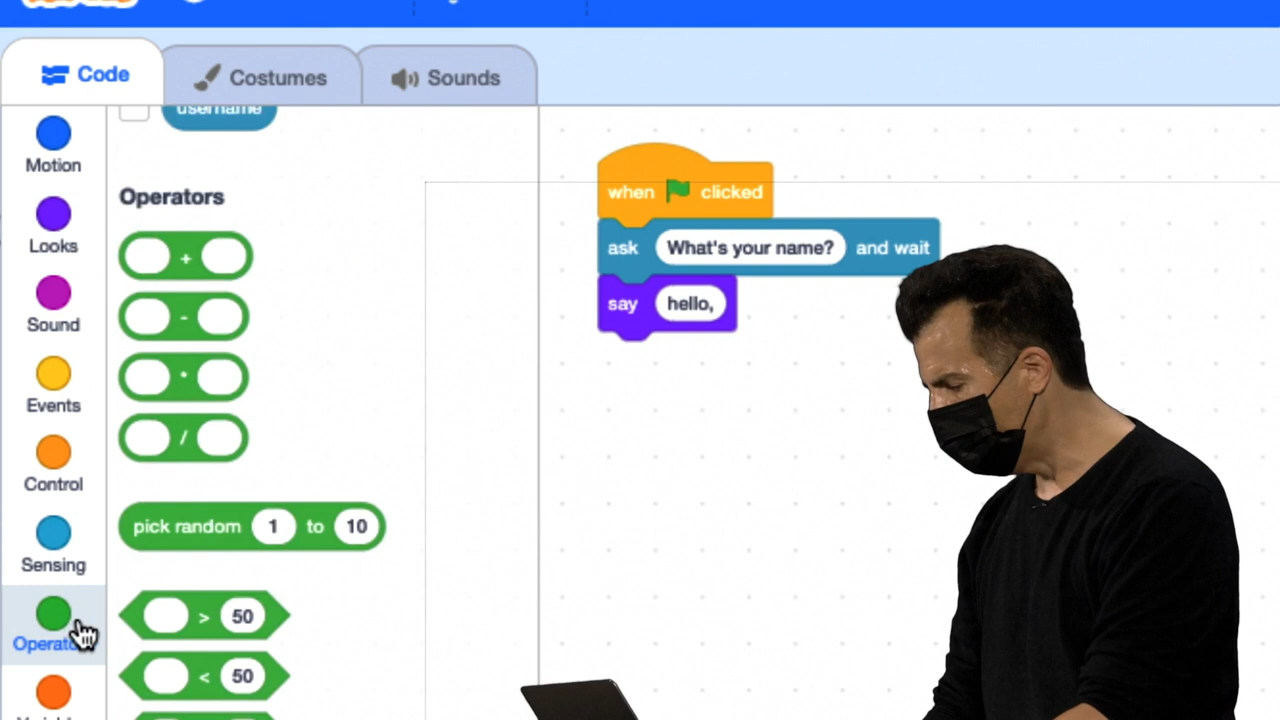 Code
Costumes
Sounds
username
Motion
Looks
Sound
Events
Control
Sensing
Operators
+
-
*
/
pick random 1 to 10
> 50
< 50
when clicked
ask What's your name? and wait
say hello,